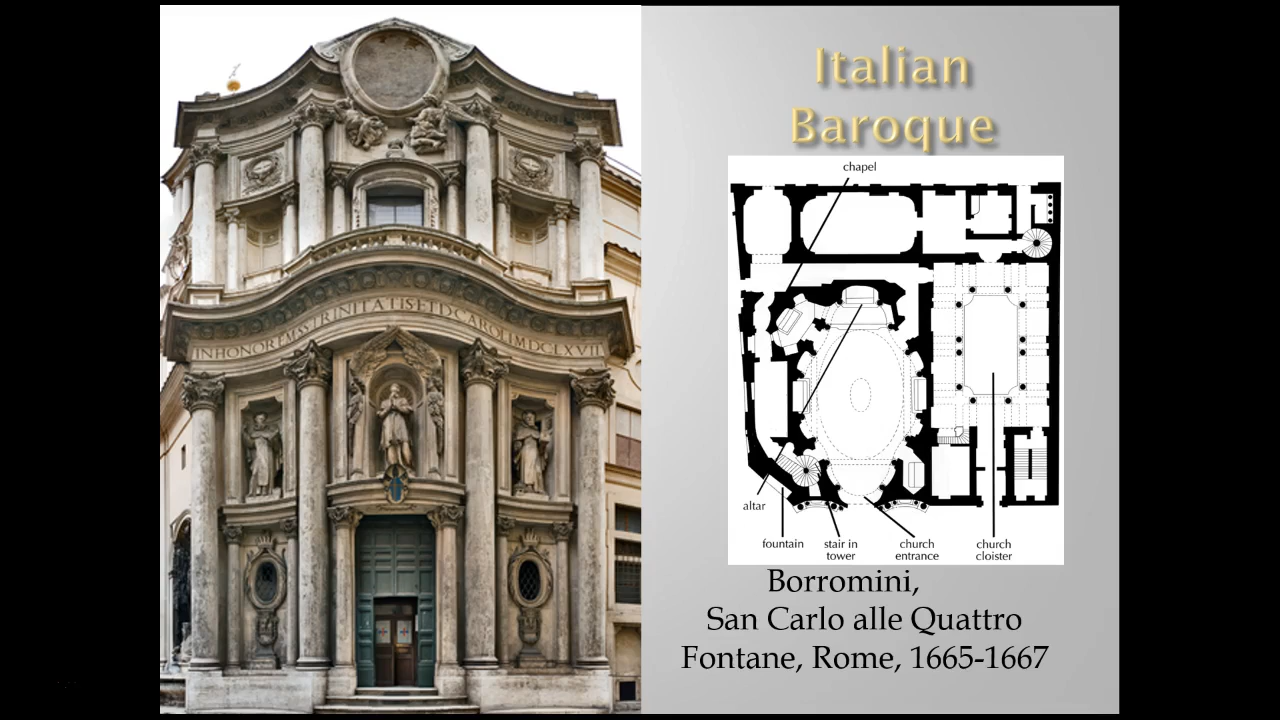 Italian
Baroque
IN HONOREM SS TRINITATIS ET D CAROLI MDCLXVII
chapel
altar
fountain
stair in
tower
church
entrance
church
cloister
Borromini,
San Carlo alle Quattro
Fontane, Rome, 1665-1667